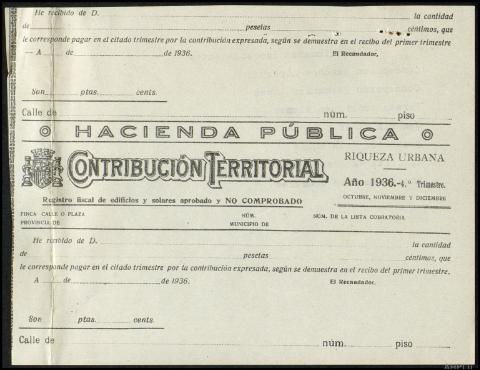 He recibido de D. la cantidad
de pesetas céntimos, que
le corresponde pagar en el citado trimestre por la contribución expresada, según se demuestra en el recibo del primer trimestre
A de de 1936. El Recaudador,
Son ptas. cents.
Calle de núm. piso
HACIENDA PÚBLICA
CONTRIBUCIÓN TERRITORIAL
RIQUEZA URBANA
Año 1936.-4.º Trimestre.
OCTUBRE, NOVIEMBRE Y DICIEMBRE
Registro fiscal de edificios y solares aprobado y NO COMPROBADO
FINCA CALLE O PLAZA NÚM. NÚM. DE LA LISTA COBRATORIA
PROVINCIA DE MUNICIPIO DE
He recibido de D. la cantidad
de pesetas céntimos, que
le corresponde pagar en el citado trimestre por la contribución expresada, según se demuestra en el recibo del primer trimestre.
A de de 1936. El Recaudador,
Son ptas. cents.
Calle de núm. piso